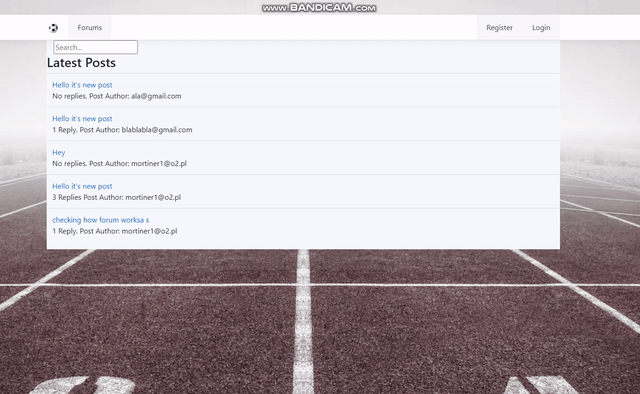 www.BANDICAM.com
Forums
Register
Login
Search...
Latest Posts
Hello it's new post
No replies. Post Author: ala@gmail.com
Hello it's new post
1 Reply. Post Author: blablabla@gmail.com
Hey
No replies. Post Author: mortiner1@o2.pl
Hello it's new post
3 Replies Post Author: mortiner1@o2.pl
checking how forum worksa s
1 Reply. Post Author: mortiner1@o2.pl